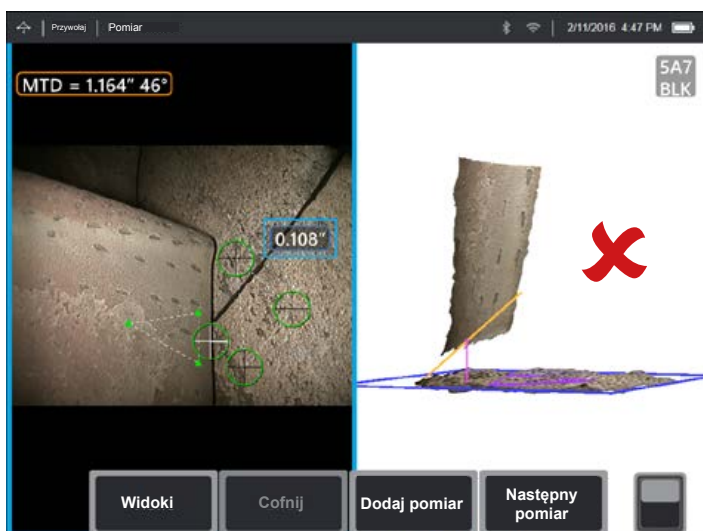 Przywołaj Pomiar 2/11/2016 4:47 PM
MTD = 1.164" 46°
5A7
BLK
0.108"
Widoki
Cofnij
Dodaj pomiar
Następny
pomiar